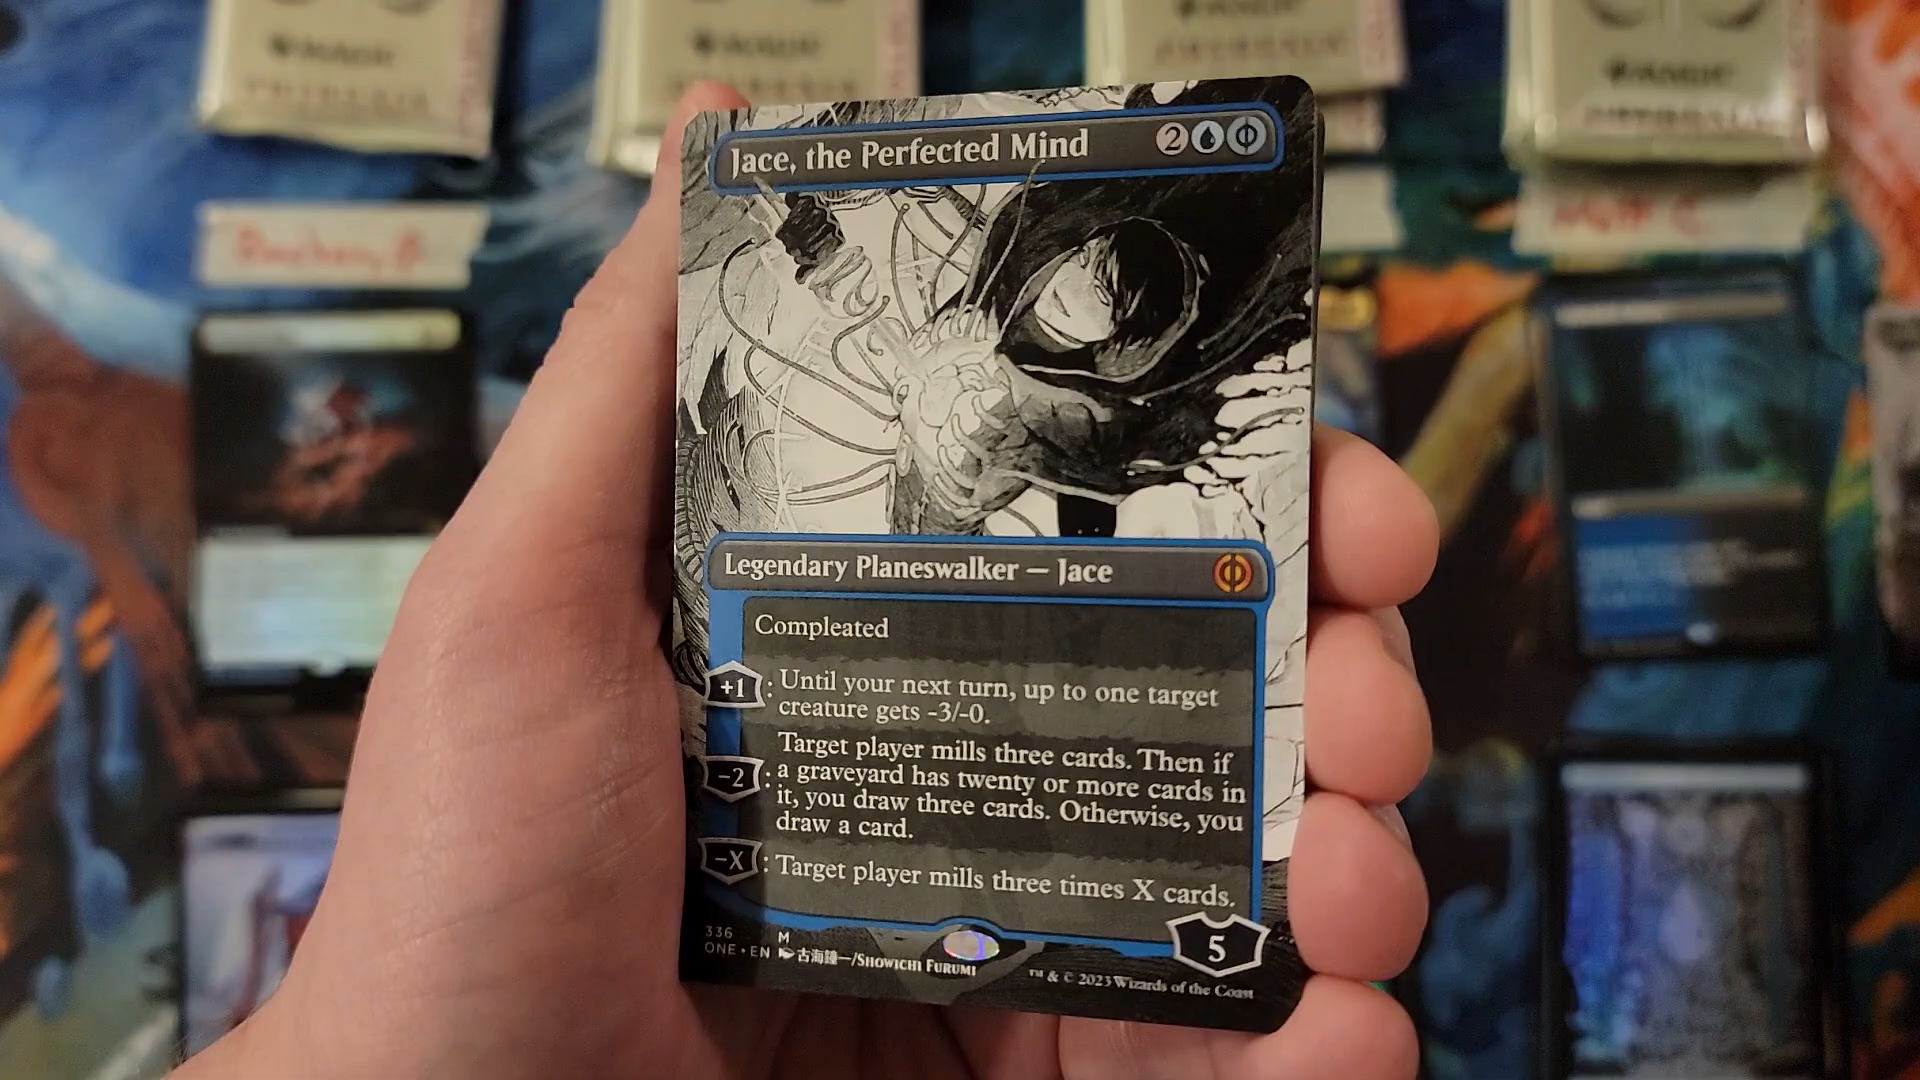 MAGIC
MAGIC
MAGIC
Jace, the Perfected Mind
2
Legendary Planeswalker — Jace
Compleated
+1: Until your next turn, up to one target
creature gets -3/-0.
−2: Target player mills three cards. Then if
a graveyard has twenty or more cards in
it, you draw three cards. Otherwise, you
draw a card.
−X: Target player mills three times X cards.
5
336 M
ONE • EN 古海鐘一/SHOWICHI FURUMI
™ & © 2023 Wizards of the Coast